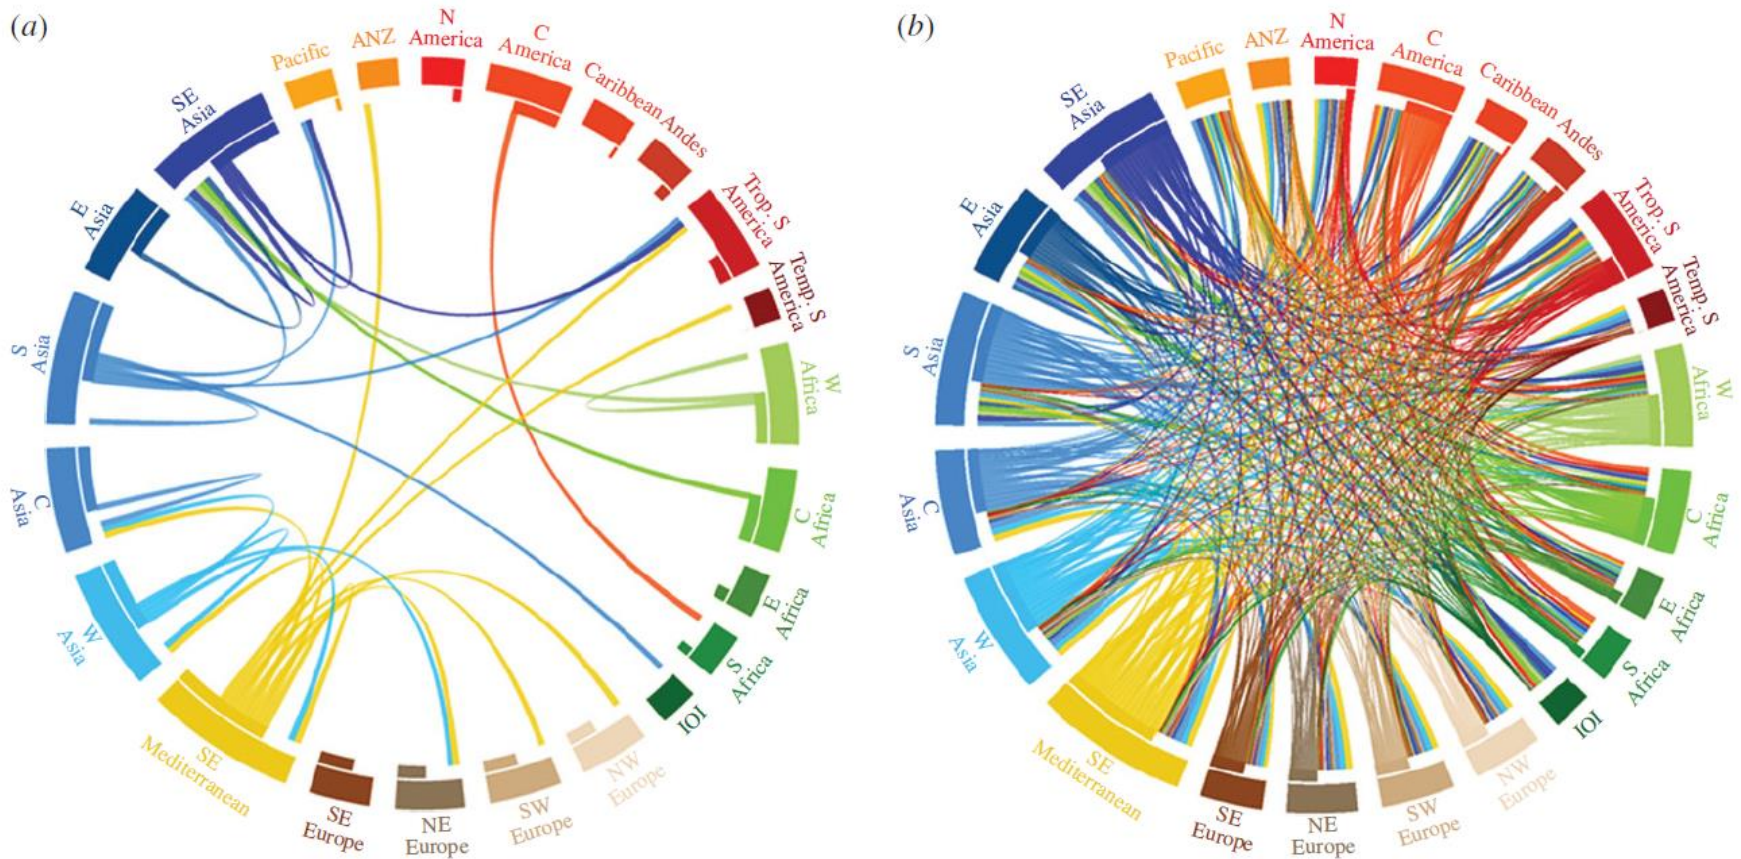 (a)
N
America
C
America
Caribbean
Andes
Trop. S
America
Temp. S
America
W
Africa
C
Africa
E
Africa
S
Africa
IOI
NW
Europe
SW
Europe
NE
Europe
SE
Europe
SE
Mediterranean
W
Asia
C
Asia
S
Asia
E
Asia
SE
Asia
Pacific
ANZ
(b)
N
America
C
America
Caribbean
Andes
Trop. S
America
Temp. S
America
W
Africa
C
Africa
E
Africa
S
Africa
IOI
NW
Europe
SW
Europe
NE
Europe
SE
Europe
SE
Mediterranean
W
Asia
C
Asia
S
Asia
E
Asia
SE
Asia
Pacific
ANZ